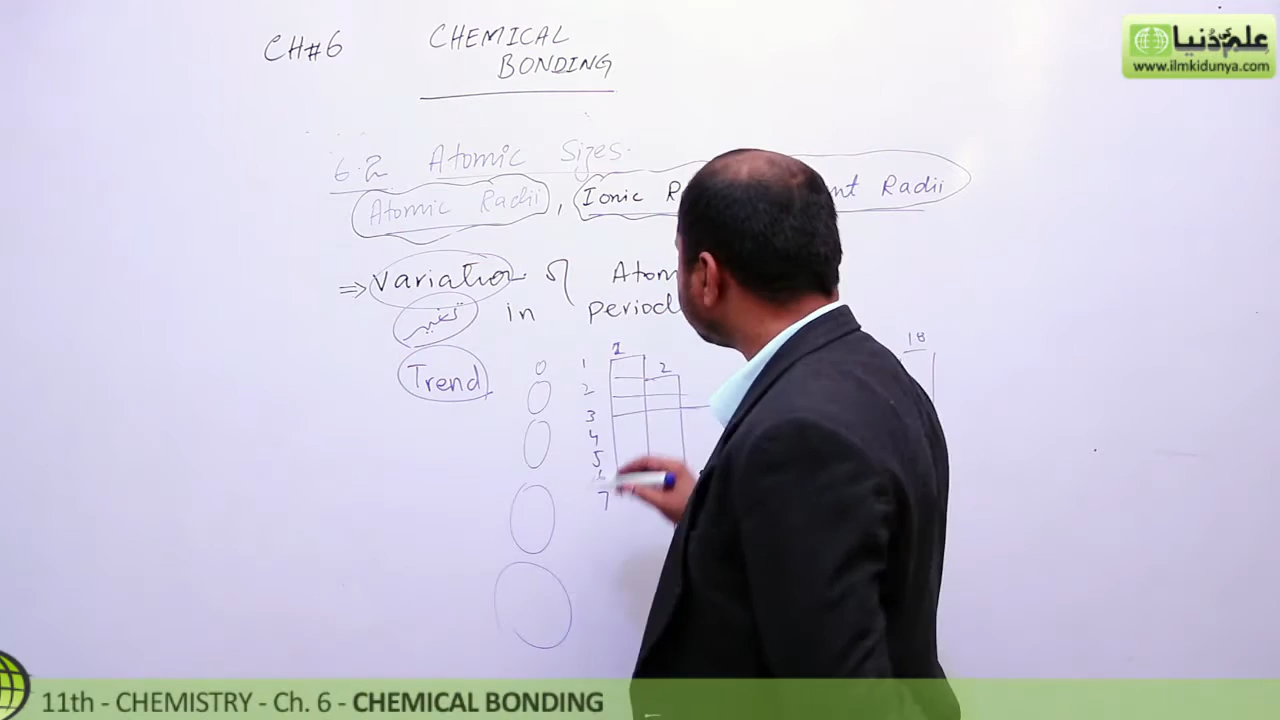 CH#6 CHEMICAL
BONDING
علم کی دنیا
www.ilmkidunya.com
6.2 Atomic Sizes.
Atomic Radii, Ionic R nt Radii
⇒ Variation of Atom
تغیر in period
Trend
1 18
1 2
2
3
4
5
6
7
11th - CHEMISTRY - Ch. 6 - CHEMICAL BONDING